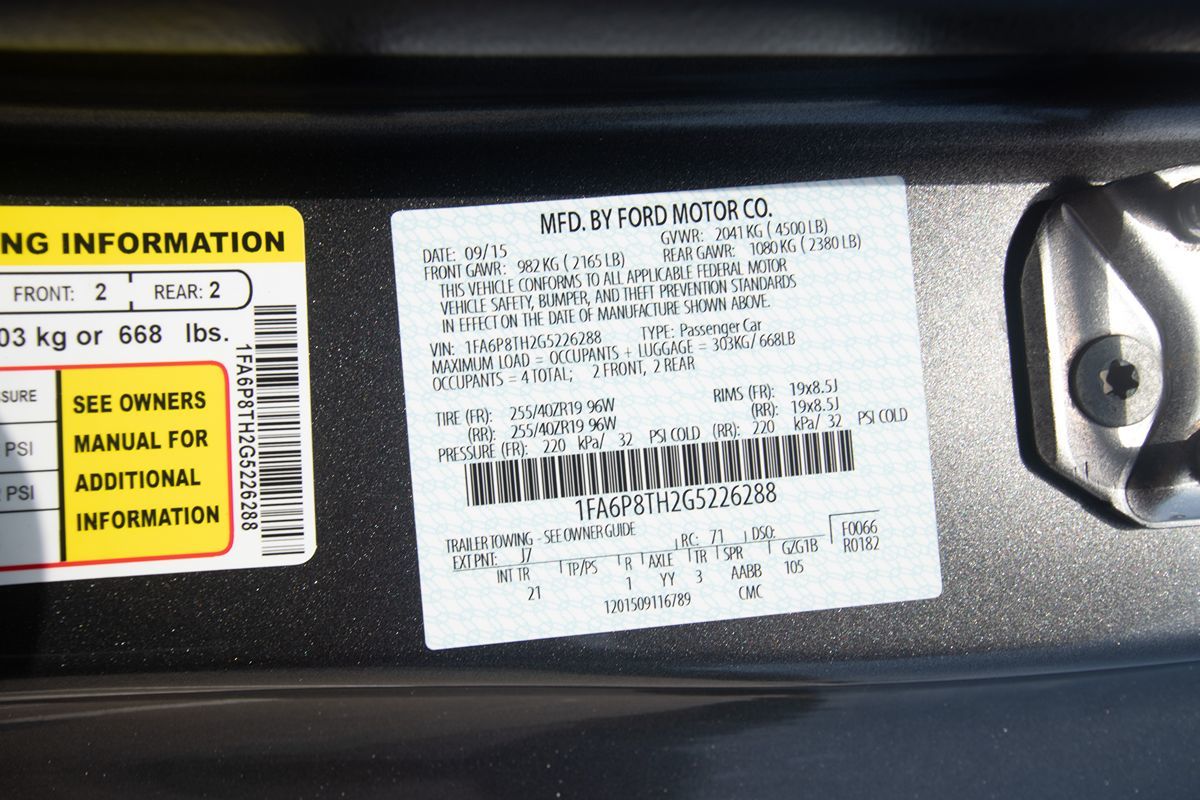 NG INFORMATION
FRONT: 2 REAR: 2
03 kg or 668 lbs.
SURE
PSI
PSI
SEE OWNERS
MANUAL FOR
ADDITIONAL
INFORMATION
1FA6P8TH2G5226288
MFD. BY FORD MOTOR CO.
DATE: 09/15 GVWR: 2041 KG ( 4500 LB)
FRONT GAWR: 982 KG ( 2165 LB) REAR GAWR: 1080 KG ( 2380 LB)
THIS VEHICLE CONFORMS TO ALL APPLICABLE FEDERAL MOTOR
VEHICLE SAFETY, BUMPER, AND THEFT PREVENTION STANDARDS
IN EFFECT ON THE DATE OF MANUFACTURE SHOWN ABOVE.
VIN: 1FA6P8TH2G5226288 TYPE: Passenger Car
MAXIMUM LOAD = OCCUPANTS + LUGGAGE = 303KG/ 668LB
OCCUPANTS = 4 TOTAL; 2 FRONT, 2 REAR
TIRE (FR): 255/40ZR19 96W RIMS (FR): 19x8.5J
(RR): 255/40ZR19 96W (RR): 19x8.5J
PRESSURE (FR): 220 kPa/ 32 PSI COLD (RR): 220 kPa/ 32 PSI COLD
1FA6P8TH2G5226288
TRAILER TOWING - SEE OWNER GUIDE
EXT PNT: J7 RC: 71 DSO: F0066
INT TR TP/PS R AXLE TR SPR GZG1B R0182
21 1 YY 3 AABB 105
1201509116789 CMC